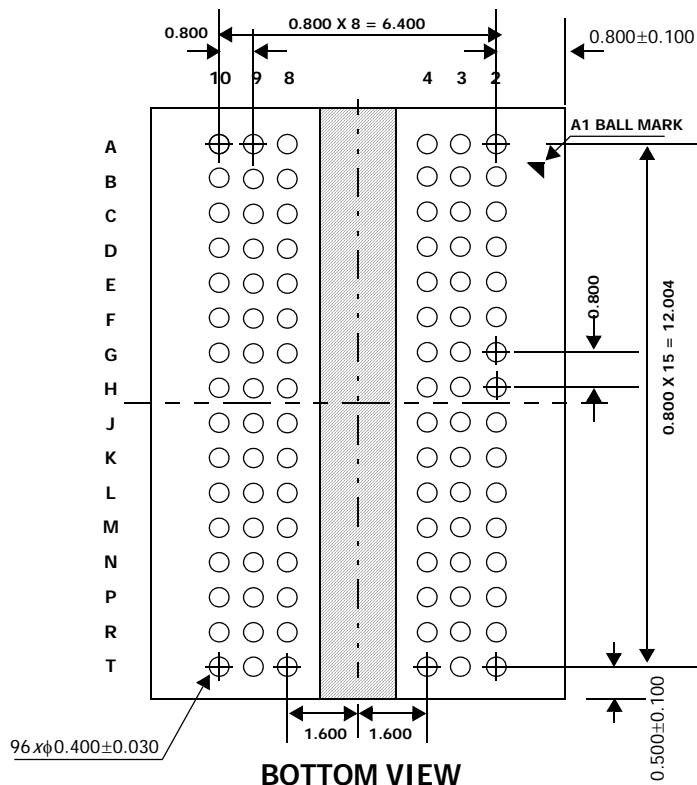 0.800 X 8 = 6.400
0.800
0.800±0.100
10 9 8 4 3 2
A1 BALL MARK
A
B
C
D
E
F
G
H
J
K
L
M
N
P
R
T
0.800
0.800 X 15 = 12.004
0.500±0.100
1.600 1.600
96 xϕ0.400±0.030
BOTTOM VIEW